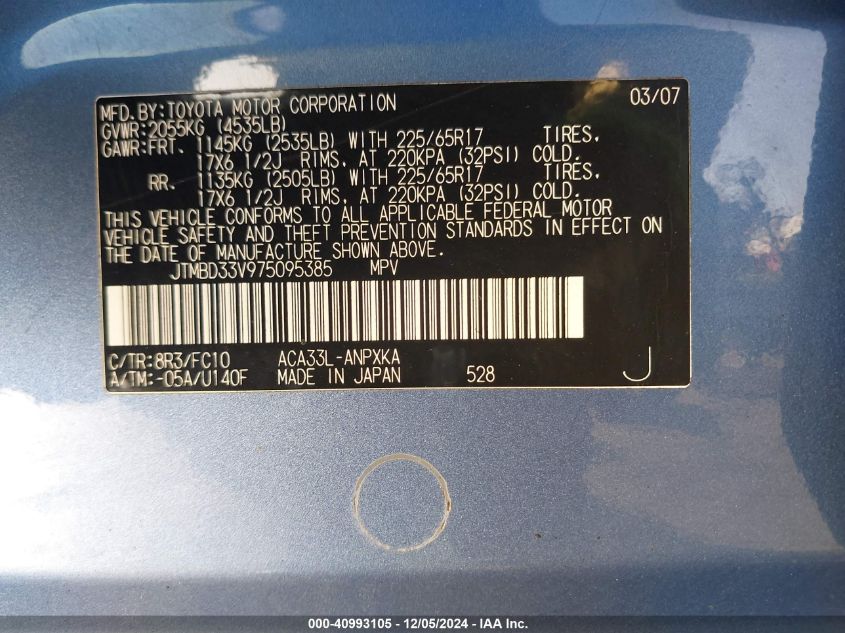 MFD. BY: TOYOTA MOTOR CORPORATION 03/07
GVWR: 2055KG (4535LB)
GAWR: FRT. 1145KG (2535LB) WITH 225/65R17 TIRES.
17X6 1/2J RIMS. AT 220KPA (32PSI) COLD.
RR. 1135KG (2505LB) WITH 225/65R17 TIRES.
17X6 1/2J RIMS. AT 220KPA (32PSI) COLD.
THIS VEHICLE CONFORMS TO ALL APPLICABLE FEDERAL MOTOR
VEHICLE SAFETY AND THEFT PREVENTION STANDARDS IN EFFECT ON
THE DATE OF MANUFACTURE SHOWN ABOVE.
JTMBD33V975095385 MPV
C/TR: 8R3/FC10 ACA33L-ANPXKA
A/TM: -05A/U140F MADE IN JAPAN 528 J
000-40993105 - 12/05/2024 - IAA Inc.